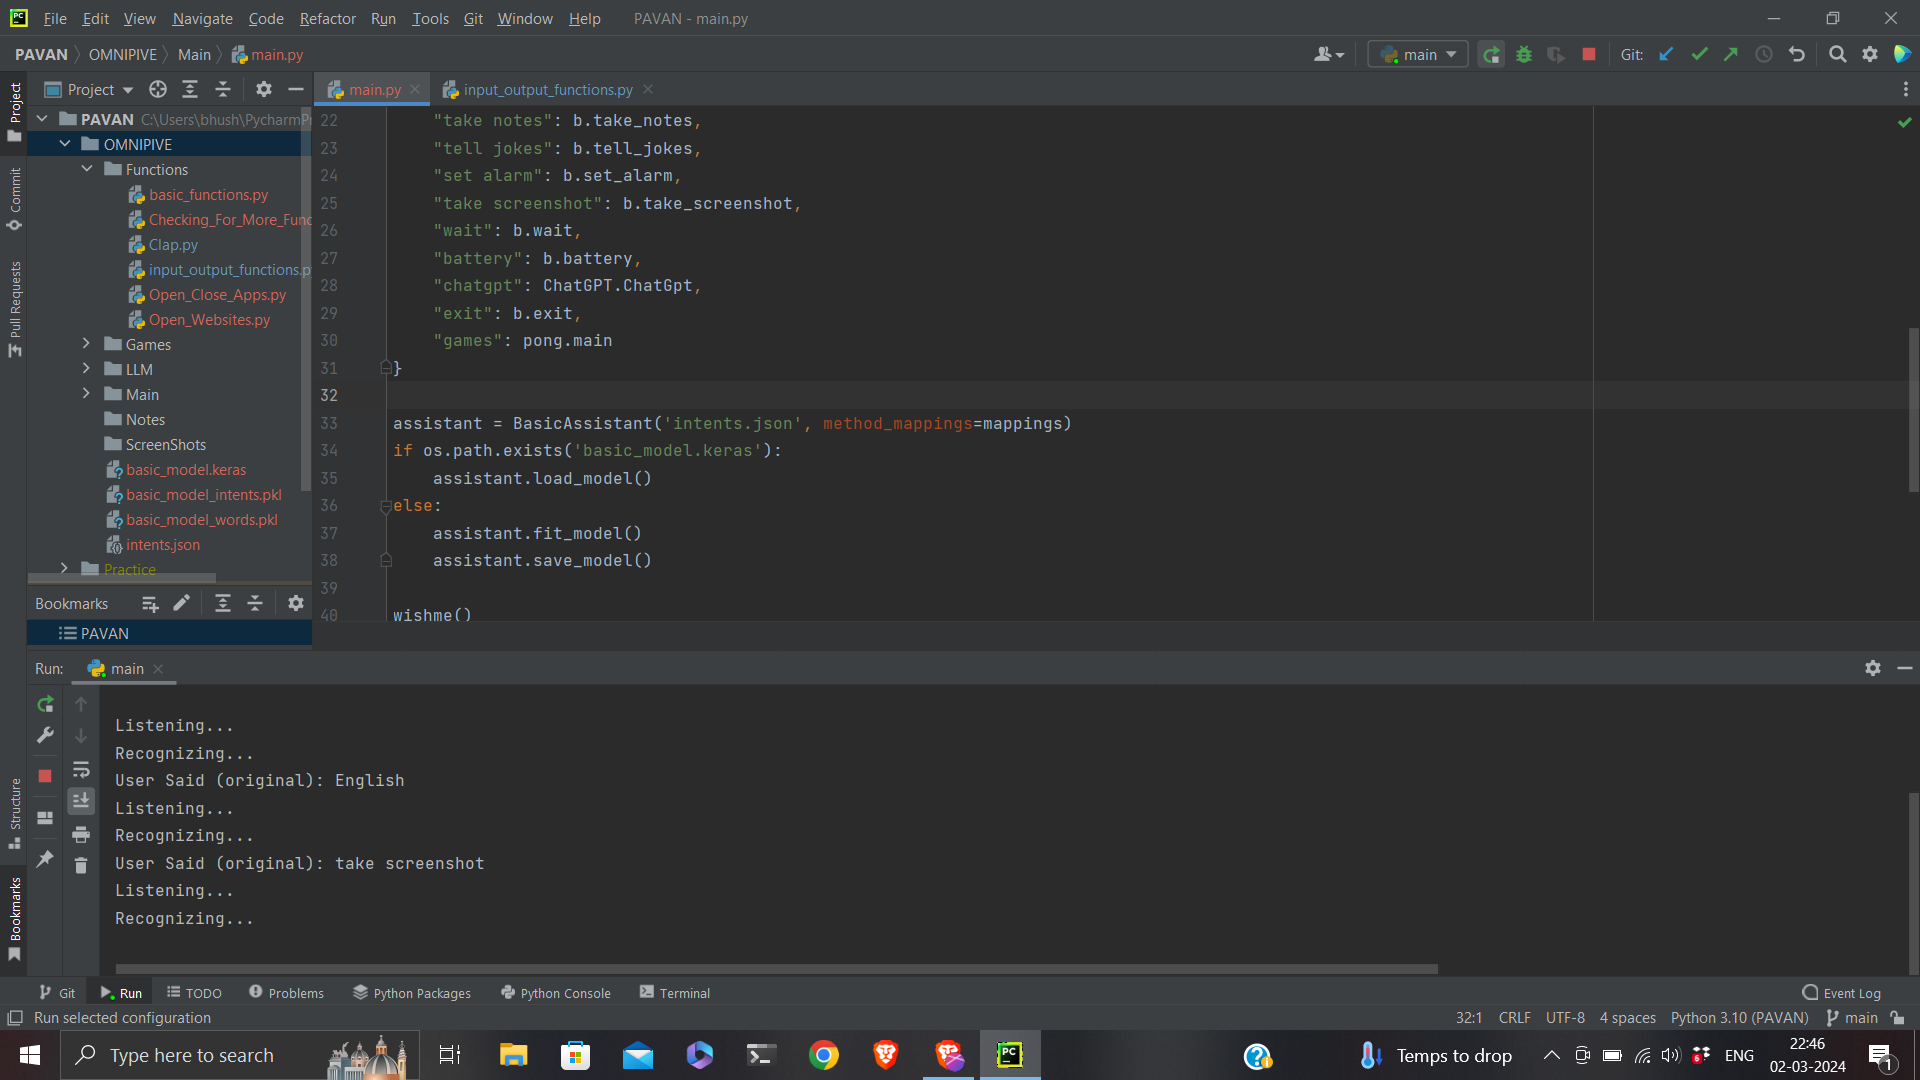 File Edit View Navigate Code Refactor Run Tools Git Window Help PAVAN - main.py
PAVAN OMNIPIVE Main main.py main Git:
Project main.py input_output_functions.py
Project
Commit
Pull Requests
Structure
Bookmarks
PAVAN C:\Users\bhush\PycharmPr
OMNIPIVE
Functions
basic_functions.py
Checking_For_More_Func
Clap.py
input_output_functions.py
Open_Close_Apps.py
Open_Websites.py
Games
LLM
Main
Notes
ScreenShots
basic_model.keras
basic_model_intents.pkl
basic_model_words.pkl
intents.json
Practice
Bookmarks
PAVAN
22 "take notes": b.take_notes,
23 "tell jokes": b.tell_jokes,
24 "set alarm": b.set_alarm,
25 "take screenshot": b.take_screenshot,
26 "wait": b.wait,
27 "battery": b.battery,
28 "chatgpt": ChatGPT.ChatGpt,
29 "exit": b.exit,
30 "games": pong.main
31 }
32
33 assistant = BasicAssistant('intents.json', method_mappings=mappings)
34 if os.path.exists('basic_model.keras'):
35 assistant.load_model()
36 else:
37 assistant.fit_model()
38 assistant.save_model()
39
40 wishme()
Run: main
Listening...
Recognizing...
User Said (original): English
Listening...
Recognizing...
User Said (original): take screenshot
Listening...
Recognizing...
Git Run TODO Problems Python Packages Python Console Terminal Event Log
Run selected configuration 32:1 CRLF UTF-8 4 spaces Python 3.10 (PAVAN) main
Type here to search Temps to drop ENG 22:46
02-03-2024 1